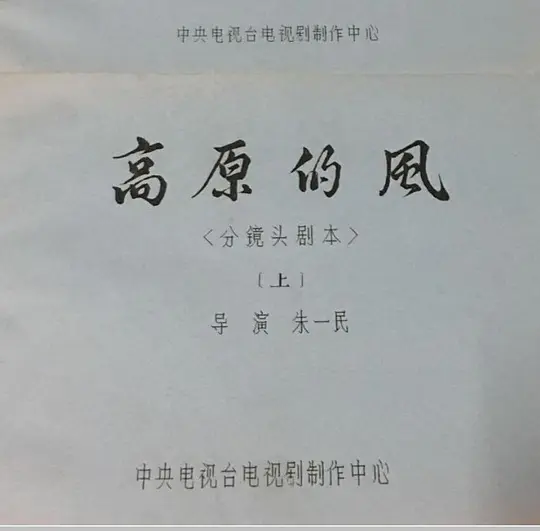 中央电视台电视剧制作中心
高原的風
<分镜头剧本>
(上)
导演 朱一民
中央电视台电视剧制作中心